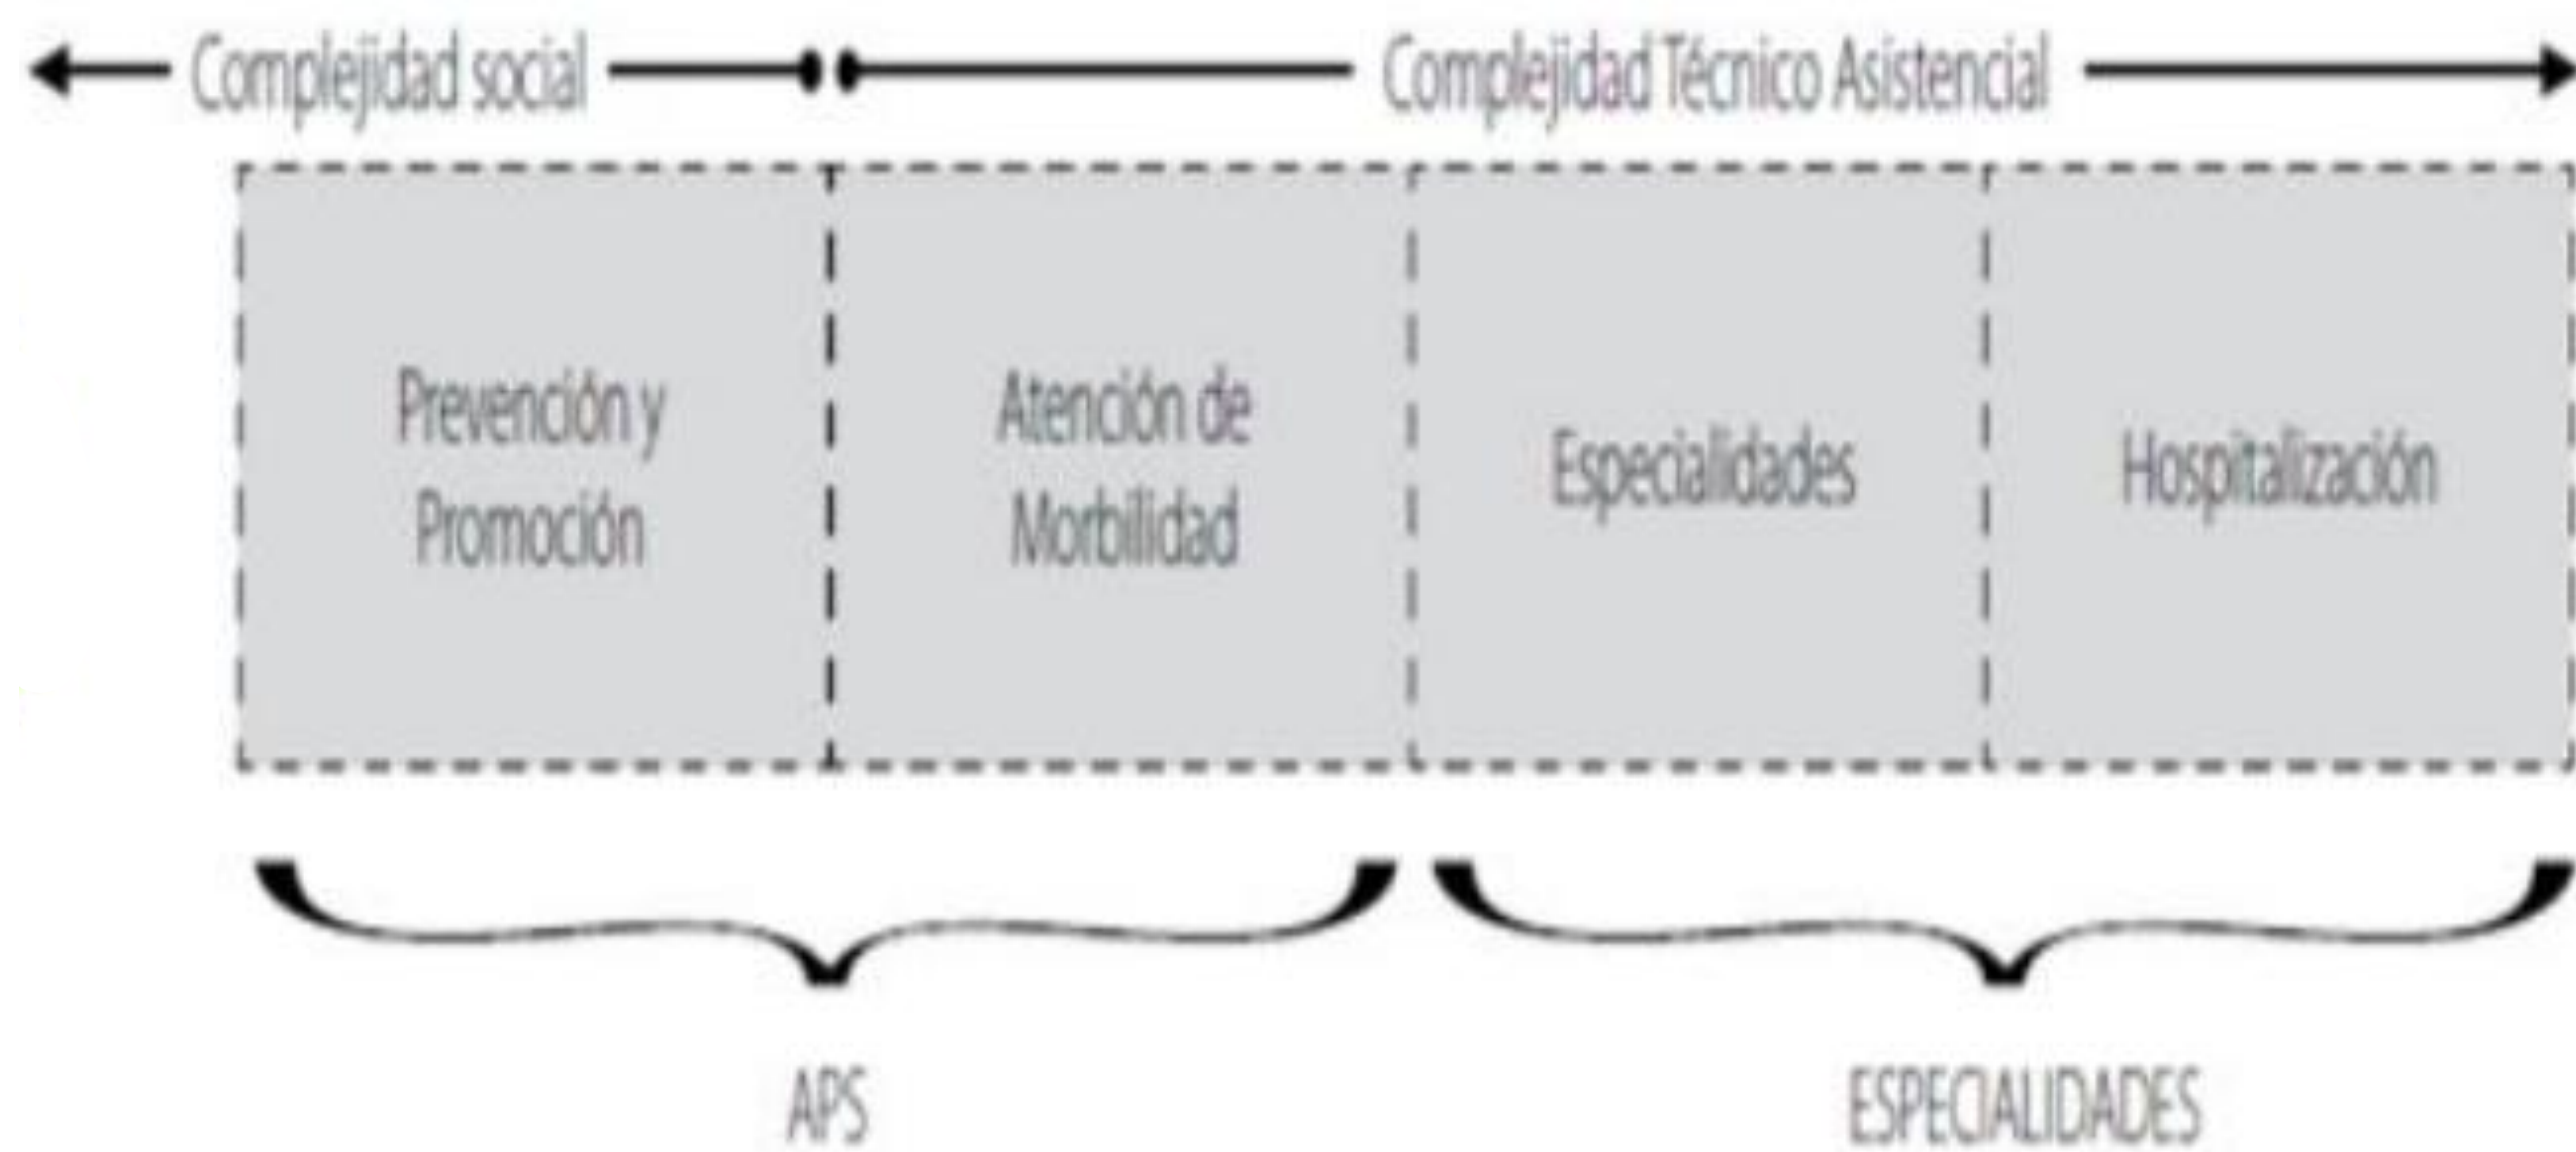 Complejidad social
Complejidad Técnico Asistencial
Prevención y
Promoción
Atención de
Morbilidad
Especialidades
Hospitalización
APS
ESPECIALIDADES